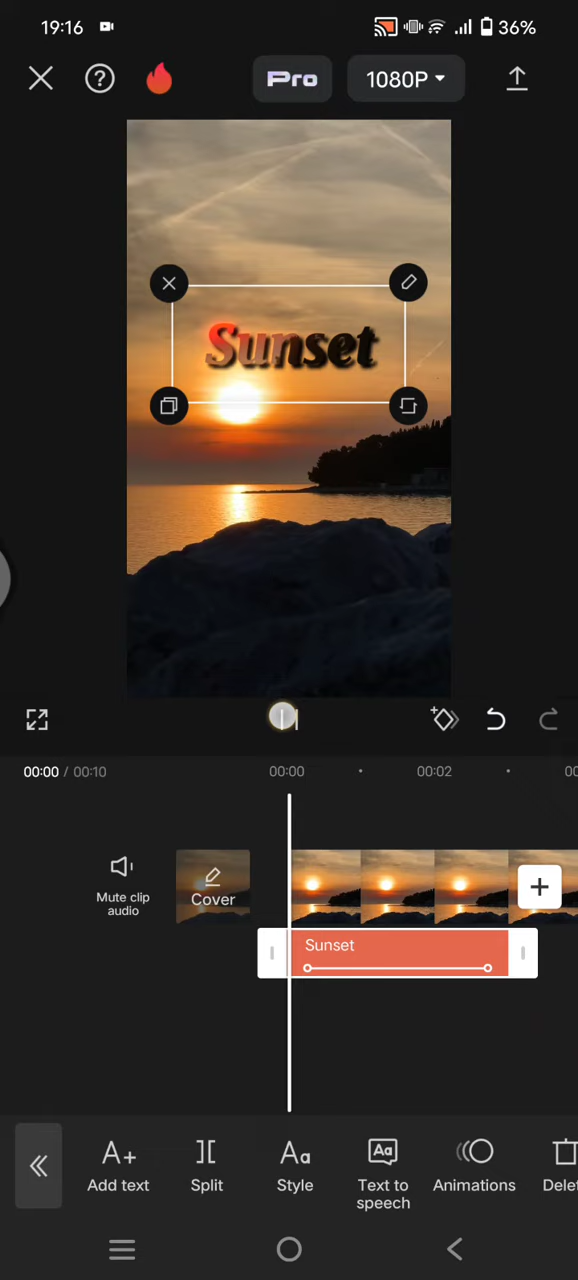 19:16 36%
Pro 1080P
Sunset
00:00 / 00:10 00:00 00:02
Mute clip
audio
Cover
Sunset
Add text Split Style Text to
speech Animations